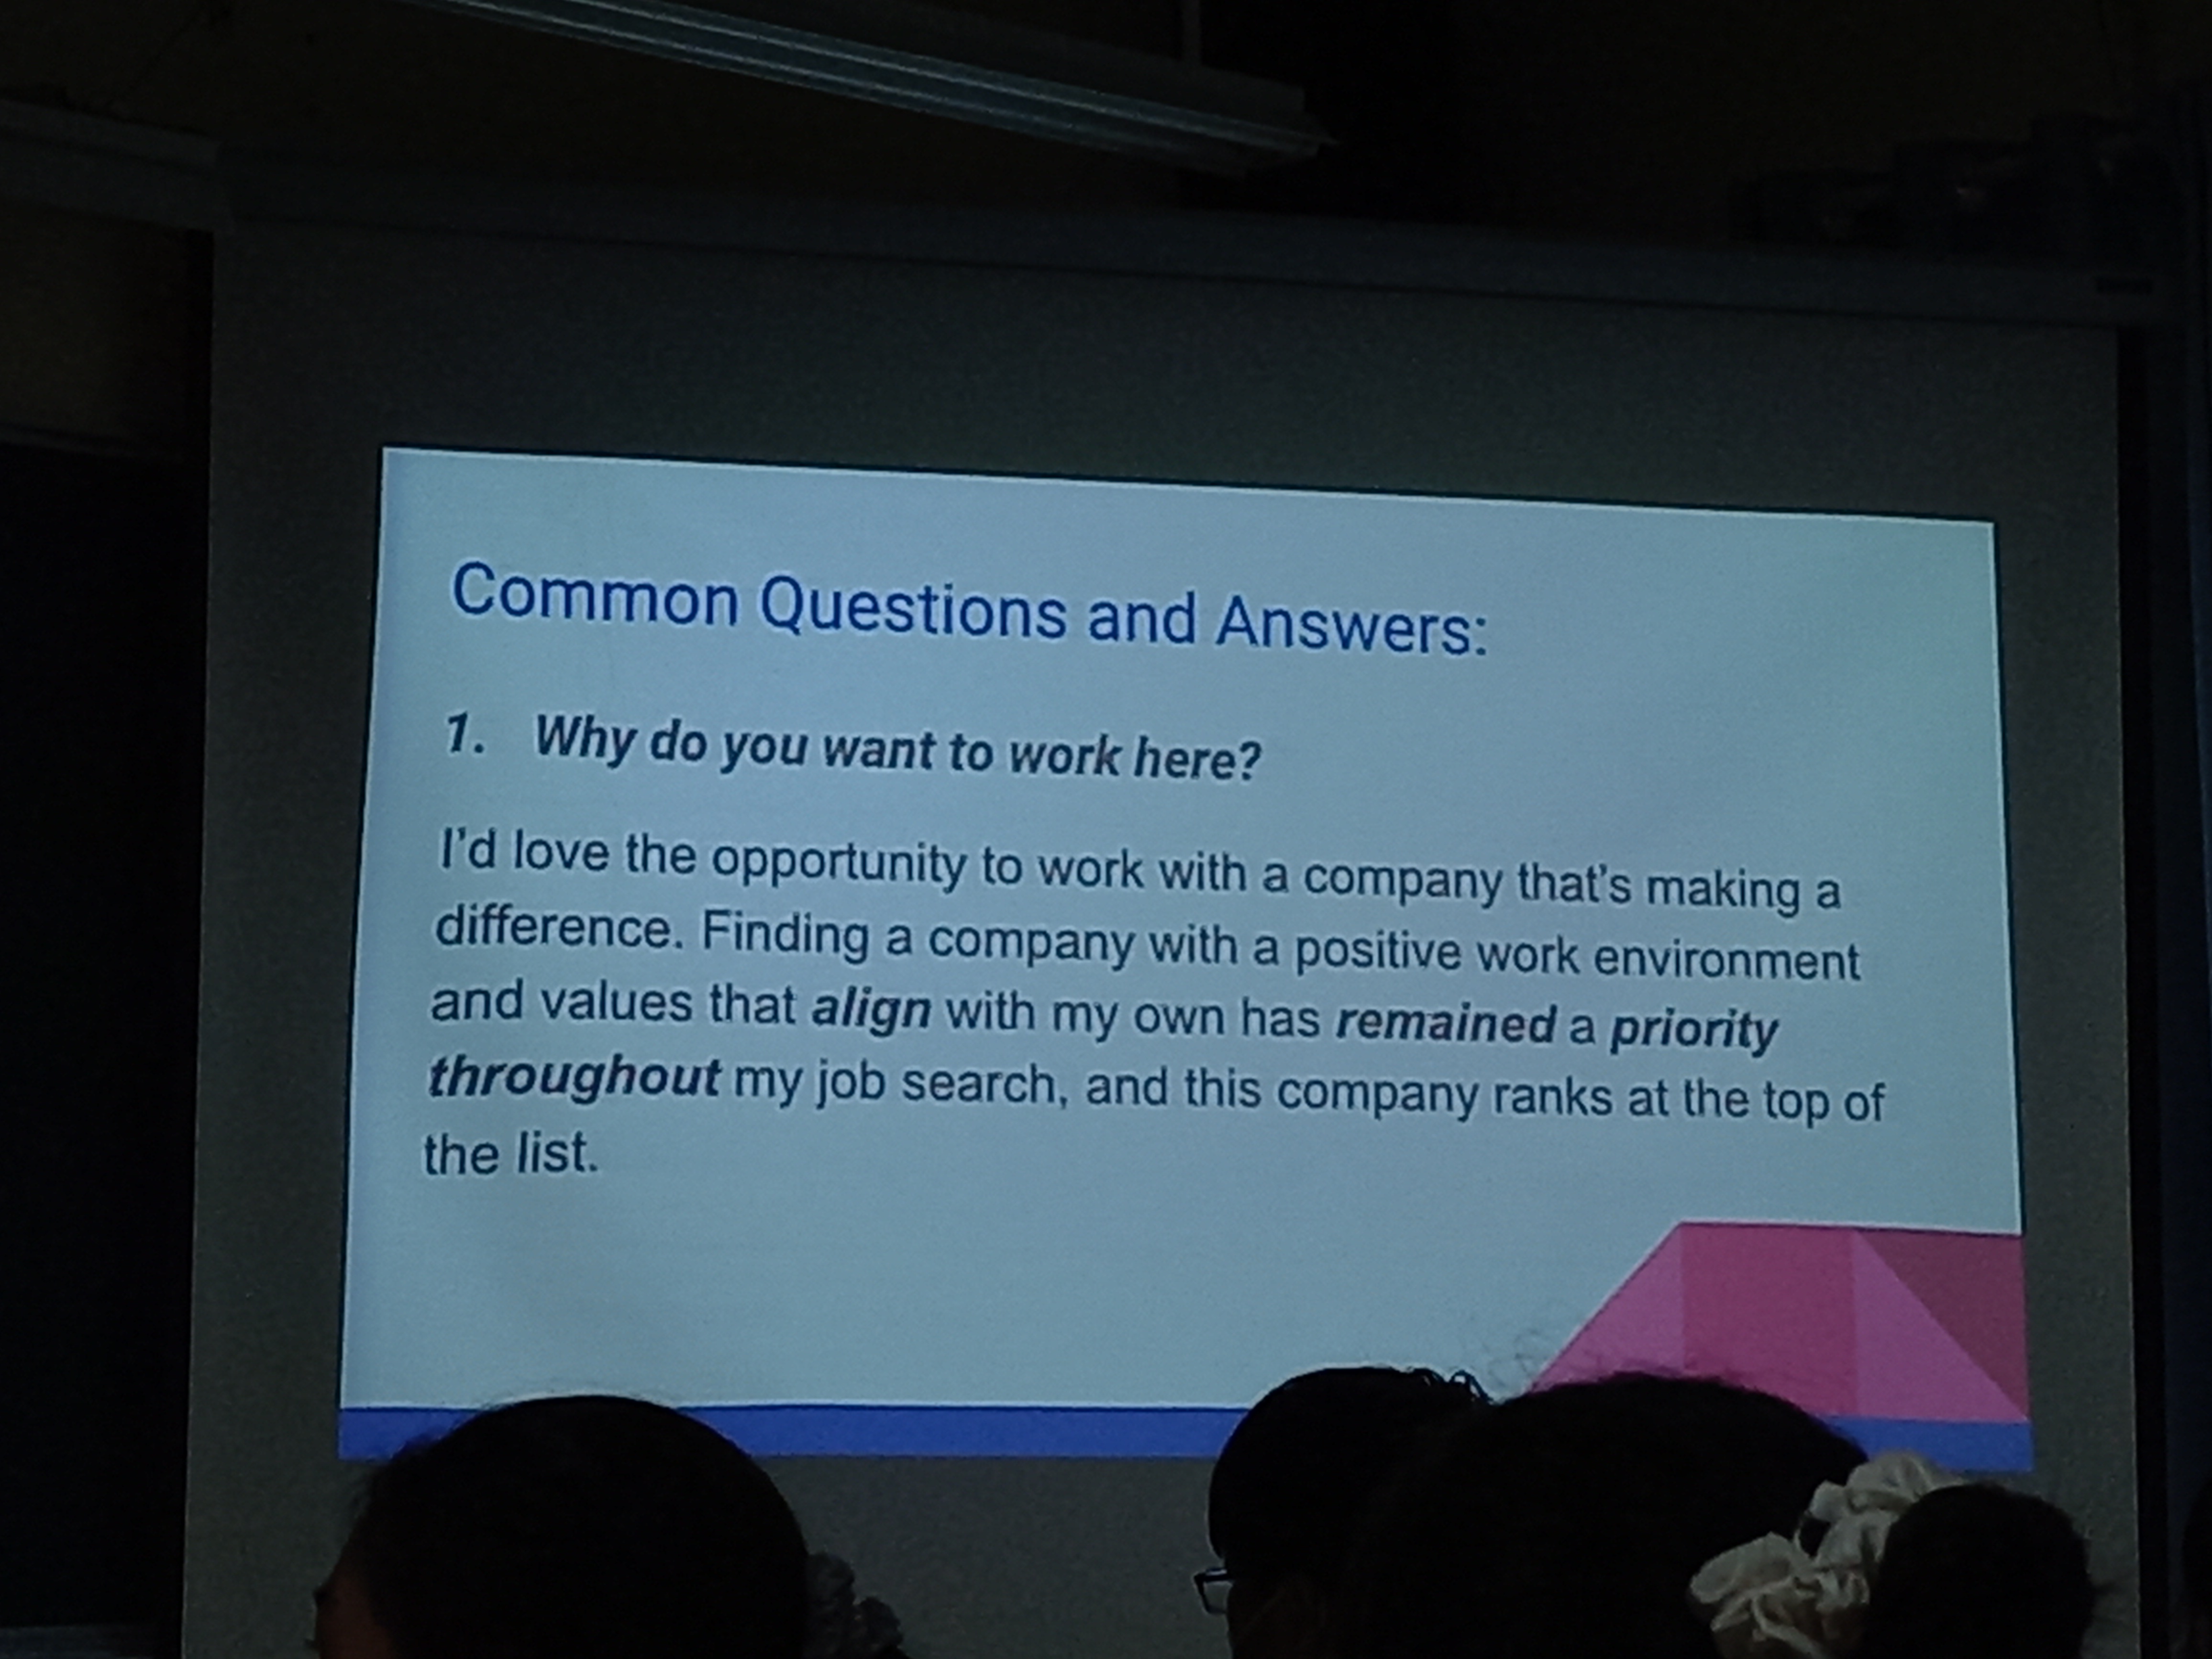 Common Questions and Answers:
1. Why do you want to work here?
I'd love the opportunity to work with a company that's making a
difference. Finding a company with a positive work environment
and values that align with my own has remained a priority
throughout my job search, and this company ranks at the top of
the list.